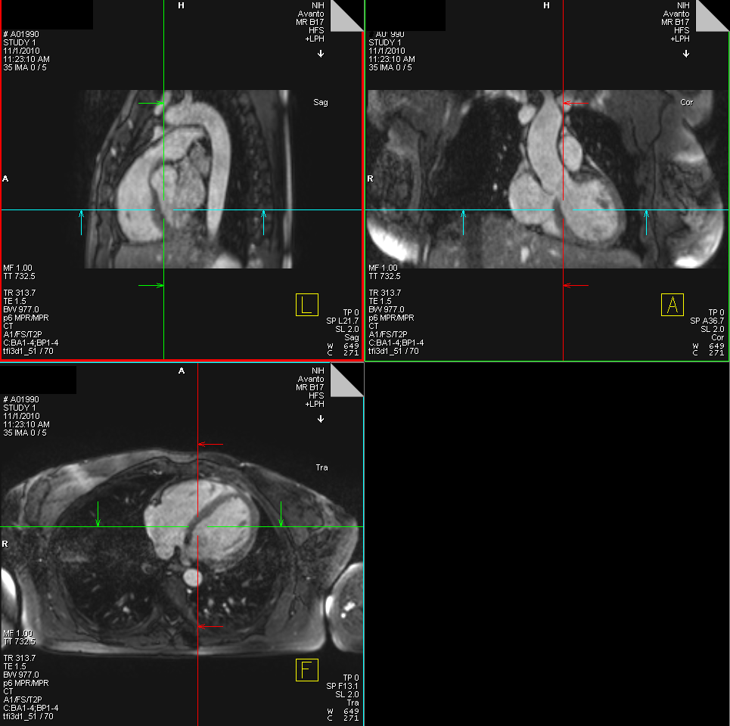 H
NIH
Avanto
MR B17
HFS
+LPH
# A01990
STUDY 1
11/1/2010
11:23:10 AM
35 IMA 0 / 5
Sag
A
MF 1.00
TT 732.5
TR 313.7
TE 1.5
BW 977.0
p6 MPR/MPR
CT
A1/FS/T2P
C:BA1-4;BP1-4
tfi3d1_51 / 70
L
TP 0
SP L21.7
SL 2.0
Sag
W 649
C 271
H
NIH
Avanto
MR B17
HFS
+LPH
STUDY 1
11/1/2010
11:23:10 AM
35 IMA 0 / 5
Cor
R
MF 1.00
TT 732.5
TR 313.7
TE 1.5
BW 977.0
p6 MPR/MPR
CT
A1/FS/T2P
C:BA1-4;BP1-4
tfi3d1_51 / 70
A
TP 0
SP A36.7
SL 2.0
Cor
W 649
C 271
A
NIH
Avanto
MR B17
HFS
+LPH
# A01990
STUDY 1
11/1/2010
11:23:10 AM
35 IMA 0 / 5
Tra
R
MF 1.00
TT 732.5
TR 313.7
TE 1.5
BW 977.0
p6 MPR/MPR
CT
A1/FS/T2P
C:BA1-4;BP1-4
tfi3d1_51 / 70
F
TP 0
SP F13.1
SL 2.0
Tra
W 649
C 271